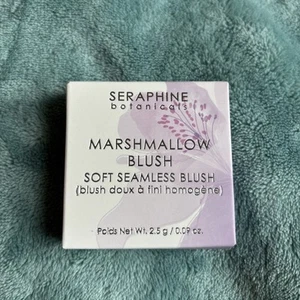 SERAPHINE
botanicals
MARSHMALLOW
BLUSH
SOFT SEAMLESS BLUSH
(blush doux à fini homogène)
Poids Net Wt. 2.5 g / 0.09 oz.